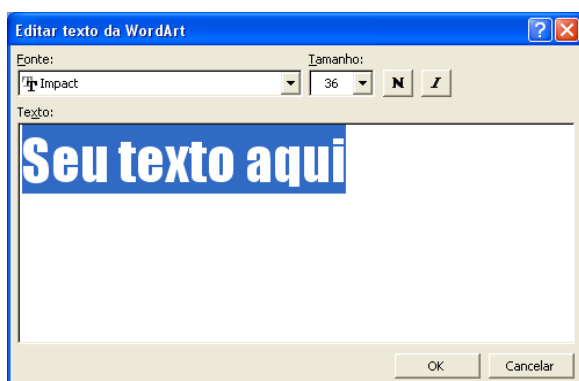 Editar texto da WordArt
Fonte: Tamanho:
Impact 36 N I
Texto:
Seu texto aqui
OK Cancelar